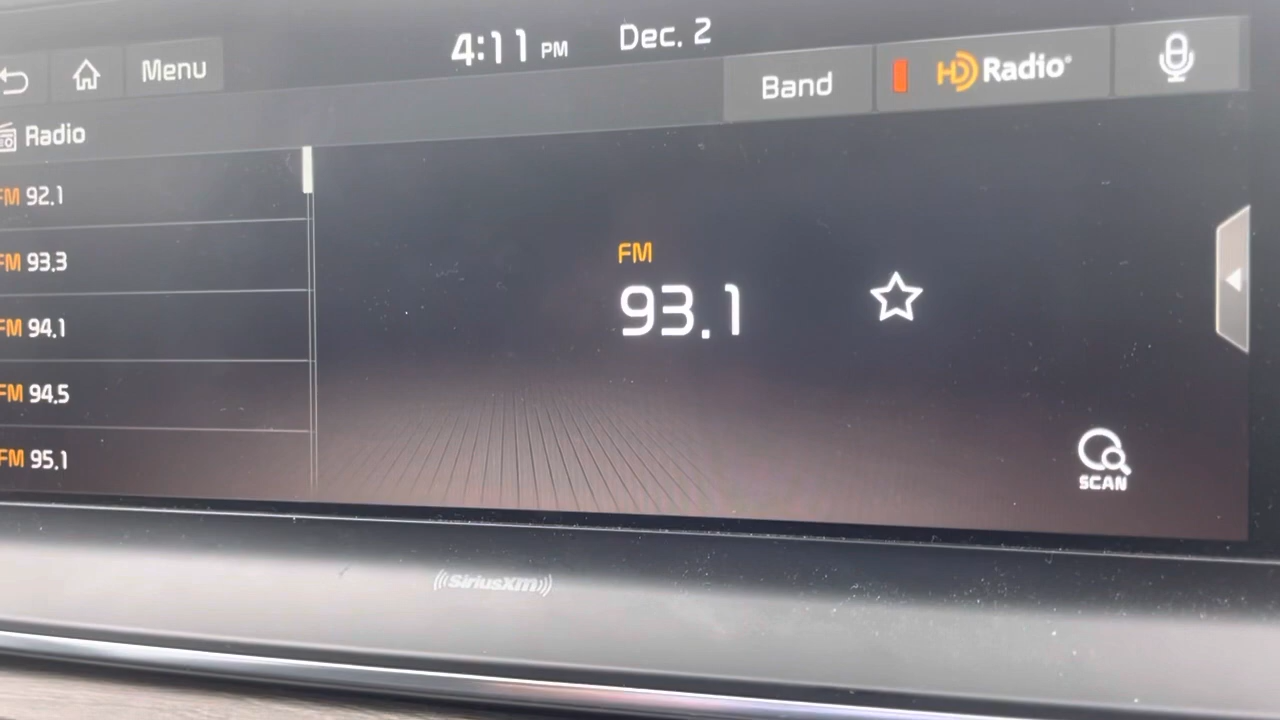 4:11 PM Dec. 2
Menu
Band
HD Radio®
Radio
FM 92.1
FM 93.3
FM 94.1
FM 94.5
FM 95.1
FM
93.1
SCAN
((SiriusXM))